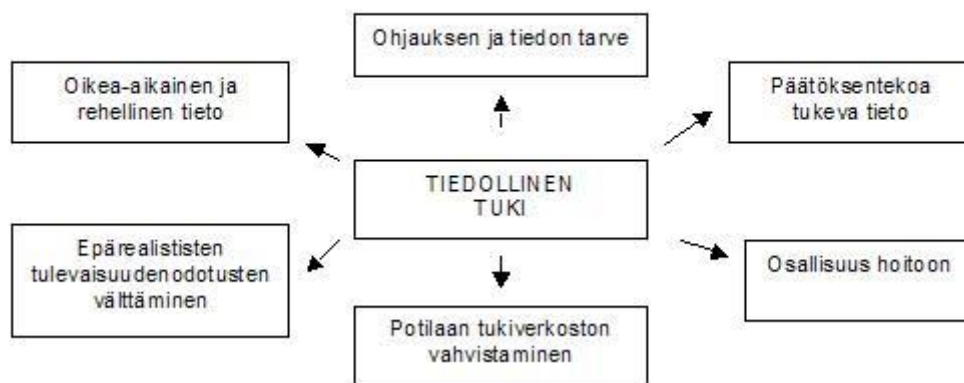 Ohjauksen ja tiedon tarve
Oikea-aikainen ja
rehellinen tieto
Päätöksentekoa
tukeva tieto
TIEDOLLINEN
TUKI
Epärealististen
tulevaisuudenodotusten
välttäminen
Osallisuus hoitoon
Potilaan tukiverkoston
vahvistaminen